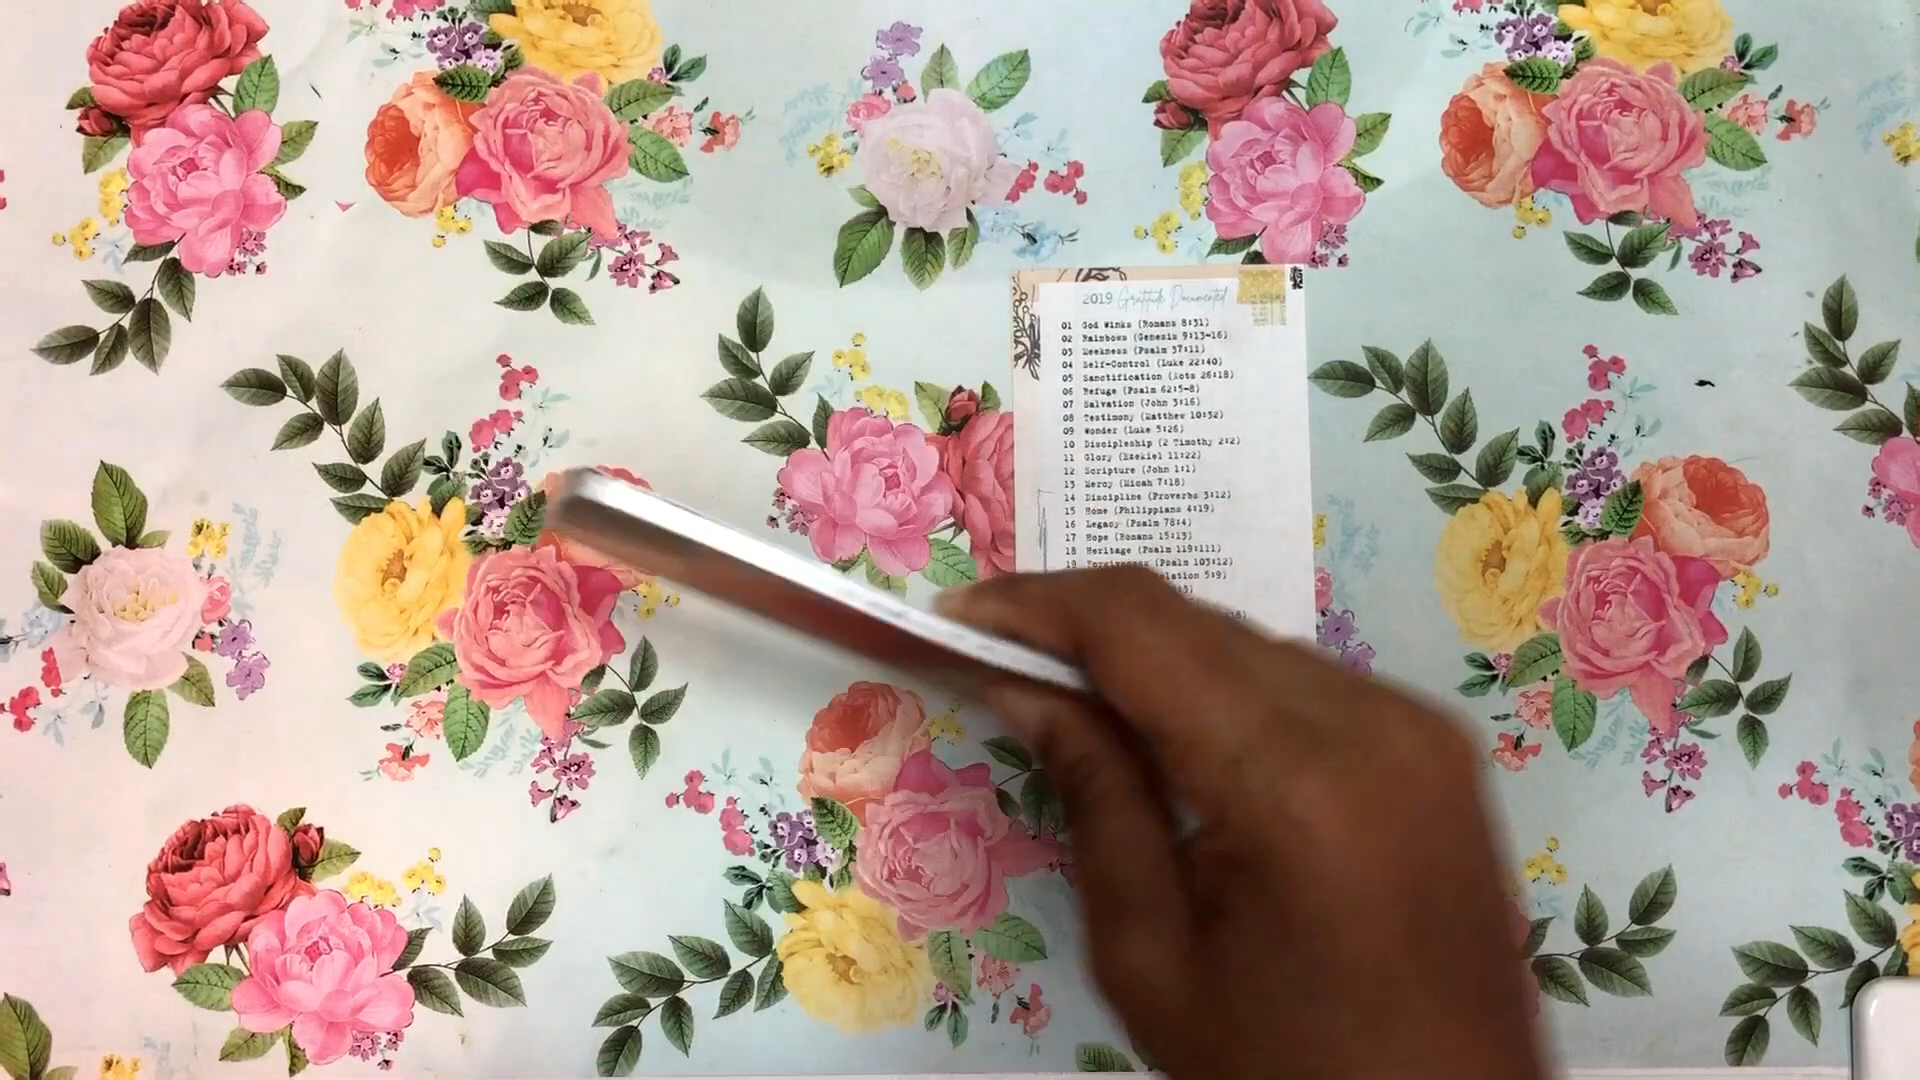 2019 Gratitude Documented
01 God Winks (Romans 8:31)
02 Rainbows (Genesis 9:13-16)
03 Meekness (Psalm 37:11)
04 Self-Control (Luke 22:40)
05 Sanctification (Acts 26:18)
06 Refuge (Psalm 62:5-8)
07 Salvation (John 3:16)
08 Testimony (Matthew 10:32)
09 Wonder (Luke 5:26)
10 Discipleship (2 Timothy 2:2)
11 Glory (Ezekiel 11:22)
12 Scripture (John 1:1)
13 Mercy (Micah 7:18)
14 Discipline (Proverbs 3:12)
15 Home (Philippians 4:19)
16 Legacy (Psalm 78:4)
17 Hope (Romans 15:13)
18 Heritage (Psalm 119:111)
19 Forgiveness (Psalm 103:12)
5:9)